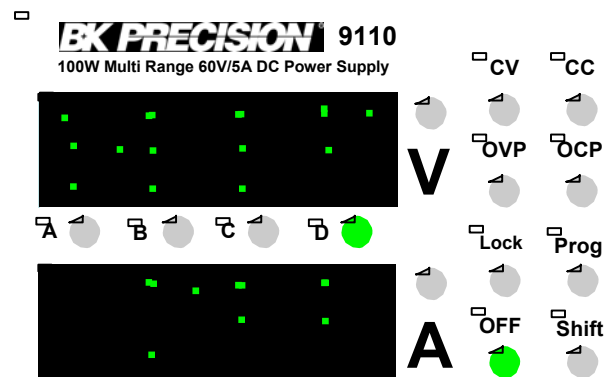 BK PRECISION® 9110
100W Multi Range 60V/5A DC Power Supply
CV CC
V OVP OCP
A B C D
Lock Prog
A OFF Shift